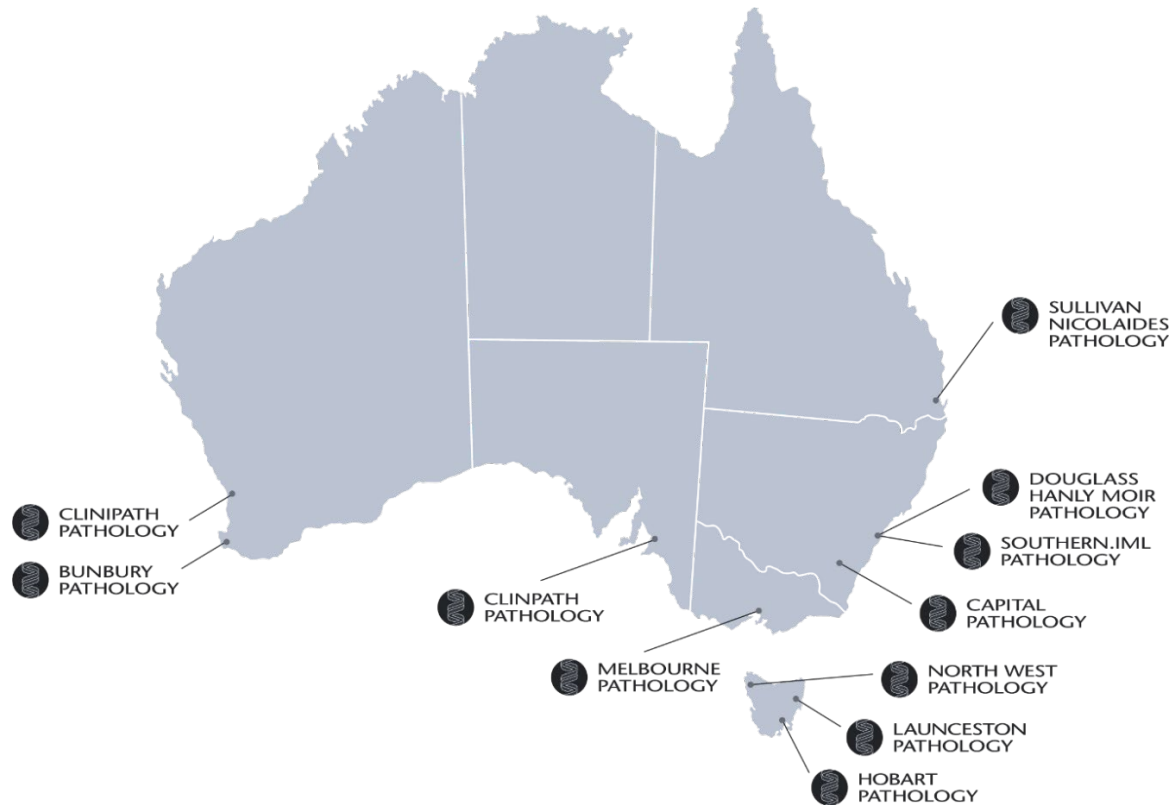 SULLIVAN
NICOLAIDES
PATHOLOGY
DOUGLASS
HANLY MOIR
PATHOLOGY
CLINIPATH
PATHOLOGY
SOUTHERN.IML
PATHOLOGY
BUNBURY
PATHOLOGY
CLINPATH
PATHOLOGY
CAPITAL
PATHOLOGY
MELBOURNE
PATHOLOGY
NORTH WEST
PATHOLOGY
LAUNCESTON
PATHOLOGY
HOBART
PATHOLOGY